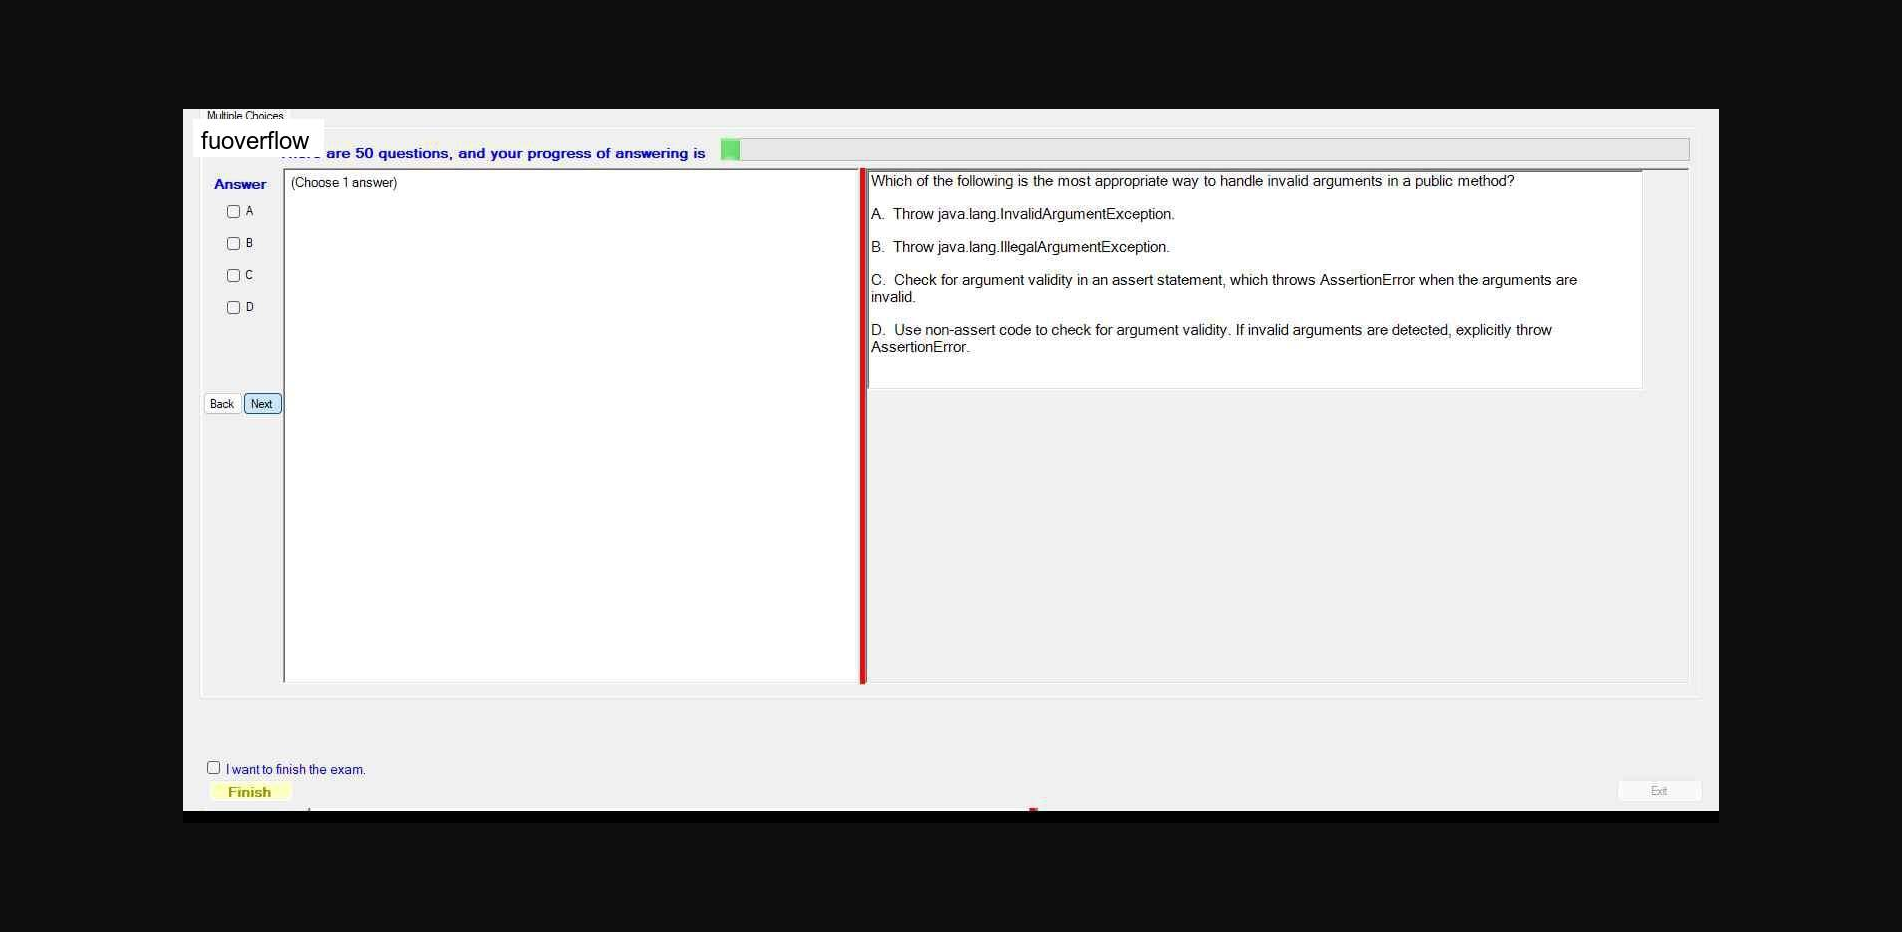 Multiple Choices
fuoverflow
are 50 questions, and your progress of answering is
Answer
(Choose 1 answer)
A
B
C
D
Back Next
Which of the following is the most appropriate way to handle invalid arguments in a public method?
A. Throw java.lang.InvalidArgumentException.
B. Throw java.lang.IllegalArgumentException.
C. Check for argument validity in an assert statement, which throws AssertionError when the arguments are
invalid.
D. Use non-assert code to check for argument validity. If invalid arguments are detected, explicitly throw
AssertionError.
I want to finish the exam.
Finish
Exit